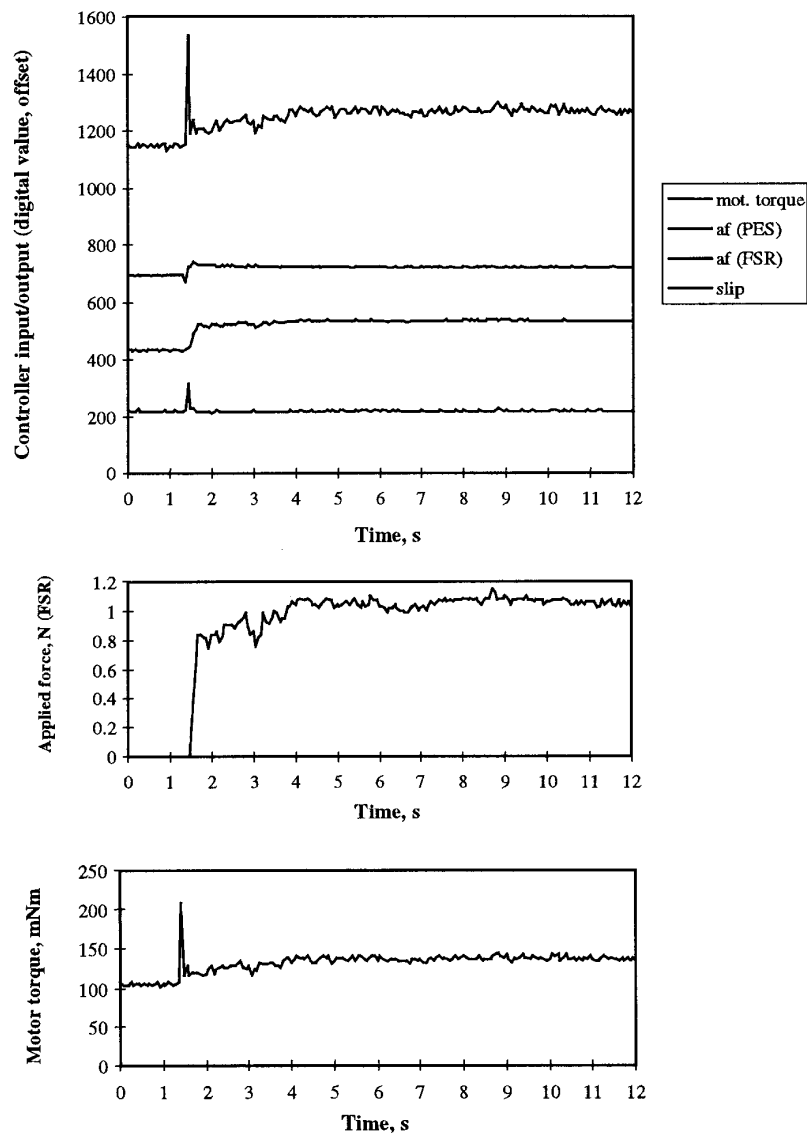 Controller input/output (digital value, offset)
1600
1400
1200
1000
800
600
400
200
0
0 1 2 3 4 5 6 7 8 9 10 11 12
Time, s
mot. torque
af (PES)
af (FSR)
slip
Applied force, N (FSR)
1.2
1
0.8
0.6
0.4
0.2
0
0 1 2 3 4 5 6 7 8 9 10 11 12
Time, s
Motor torque, mNm
250
200
150
100
50
0
0 1 2 3 4 5 6 7 8 9 10 11 12
Time, s